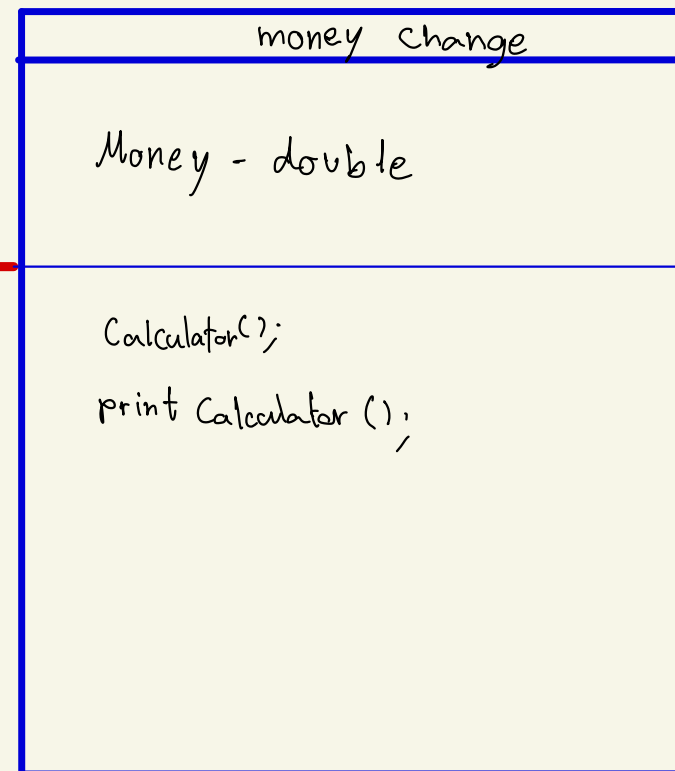 money change
Money - double
Calculator();
print Calculator();